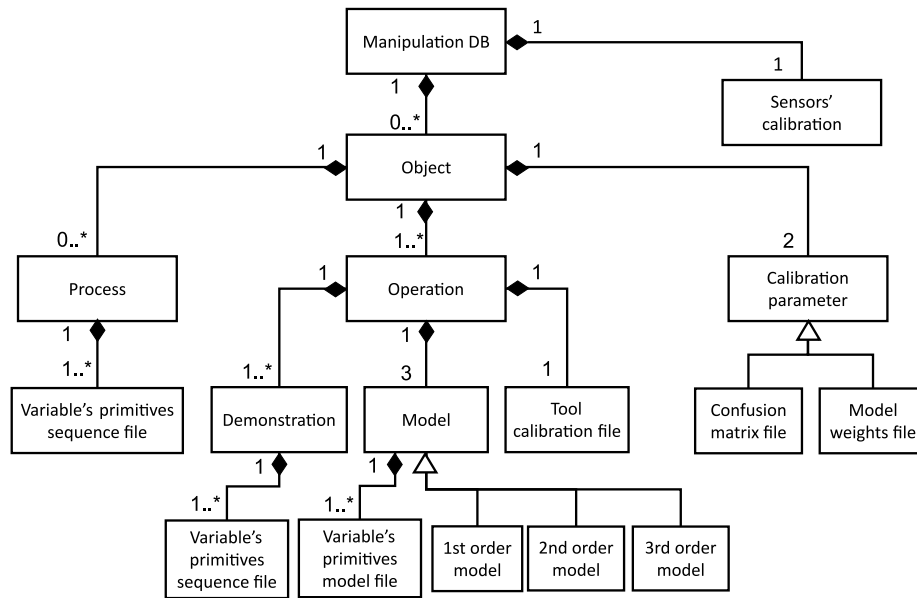 Manipulation DB
1
1
1
Sensors'
calibration
0..*
1
Object
1
1
0..*
1..*
2
Process
1
Operation
1
Calibration
parameter
1
1
1..*
1..*
3
1
Variable's primitives
sequence file
Demonstration
Model
Tool
calibration file
Confusion
matrix file
Model
weights file
1
1
1..*
1..*
Variable's
primitives
sequence file
Variable's
primitives
model file
1st order
model
2nd order
model
3rd order
model